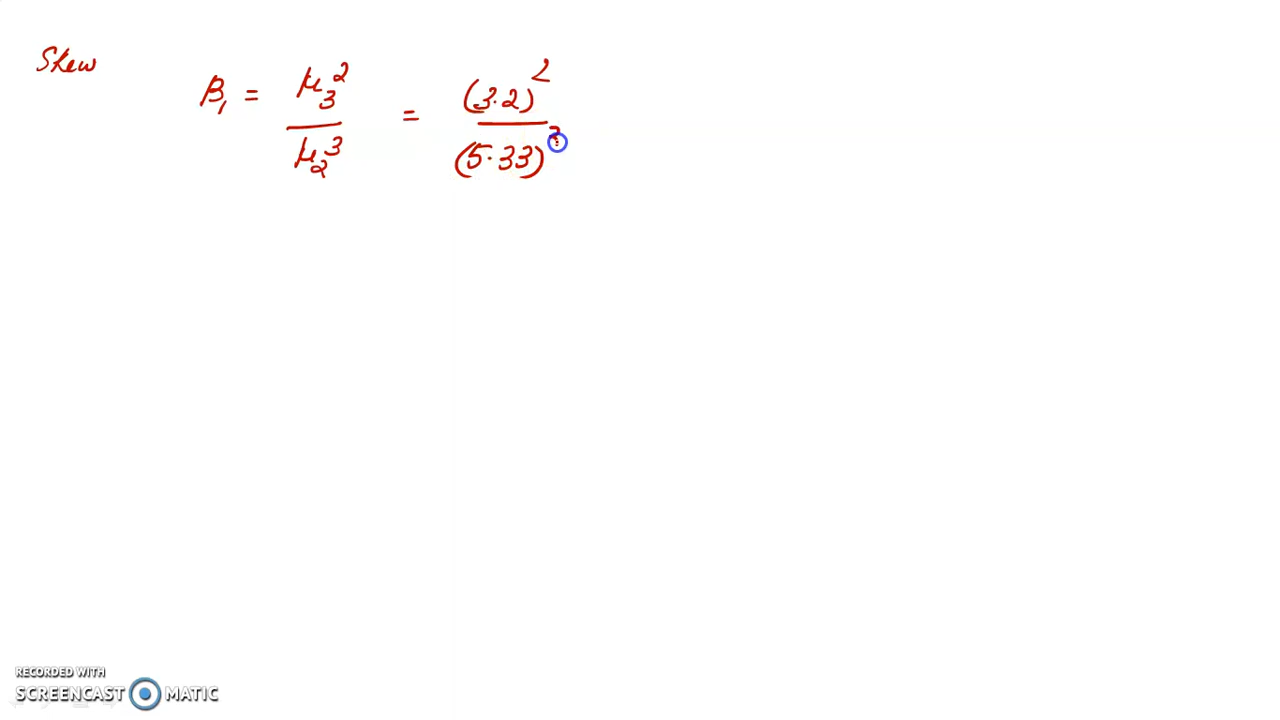 Skew
β₁ = μ₃² / μ₂³ = (3.2)² / (5.33)³
RECORDED WITH
SCREENCAST MATIC